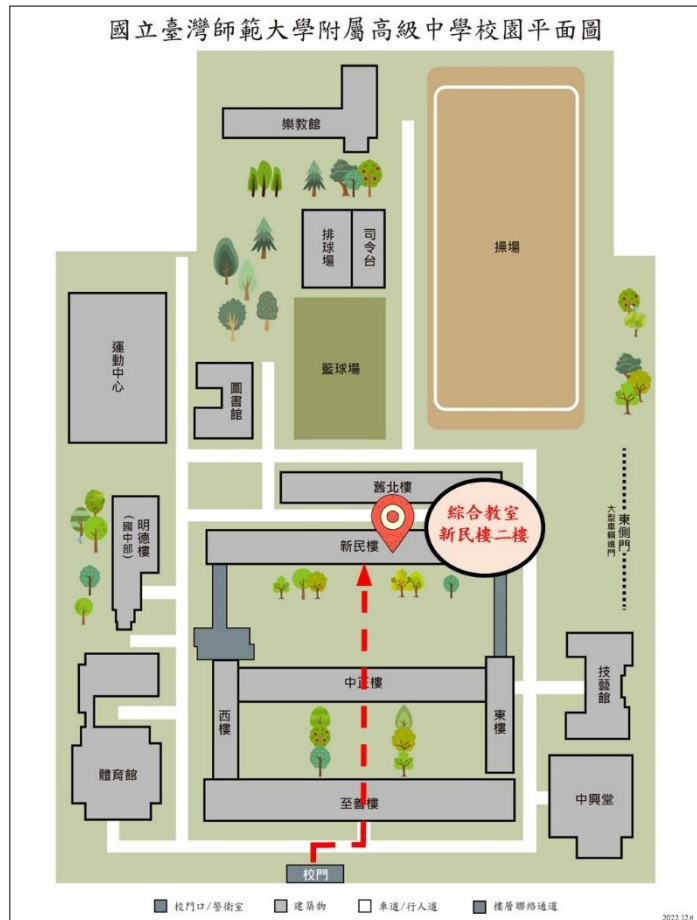 國立臺灣師範大學附屬高級中學校園平面圖
樂教館
排球場
司令台
操場
運動中心
圖書館
籃球場
舊北樓
綜合教室
新民樓二樓
新民樓
明德樓
(國中部)
東側門
大型車輛進門
技藝館
中正樓
西樓
東樓
體育館
至善樓
中興堂
校門
校門口/警衛室
建築物
車道/行人道
樓層聯絡通道
2022.12製